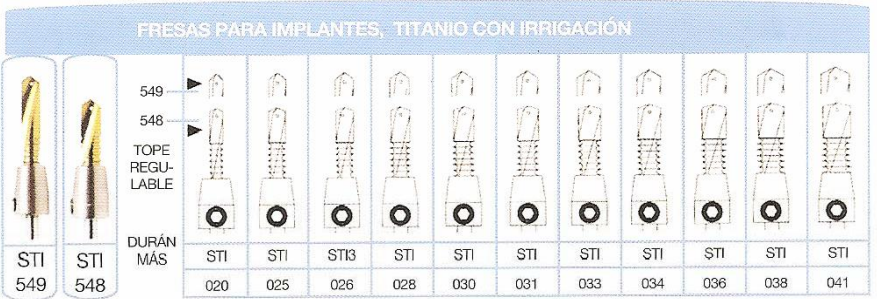 FRESAS PARA IMPLANTES, TITANIO CON IRRIGACIÓN
549
548
TOPE
REGU-
LABLE
DURÁN
MÁS
STI STI STI STI STI3 STI STI STI STI STI STI STI
549 548 020 025 026 028 030 031 033 034 036 038 041